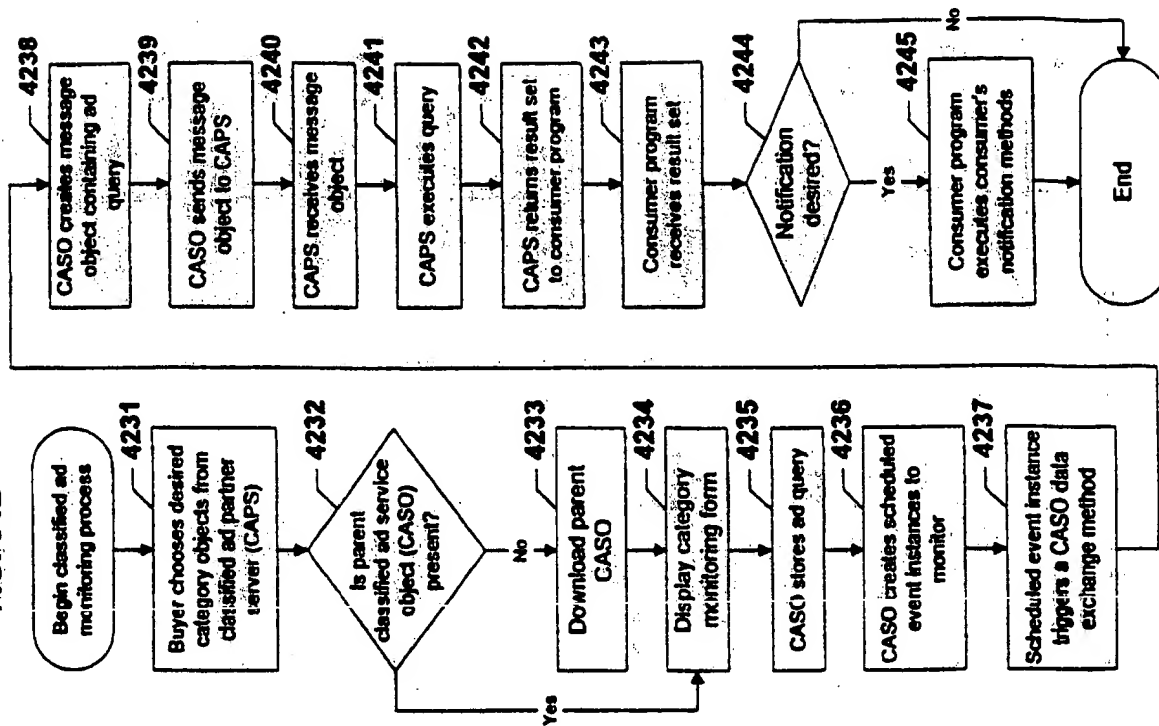 Begin classified ad
monitoring process
4231
Buyer chooses desired
category objects from
classified ad partner
server (CAPS)
4232
Is parent
classified ad service
object (CASO)
present?
Yes
No
4233
Download parent
CASO
4234
Display category
monitoring form
4235
CASO stores ad query
4236
CASO creates scheduled
event instances to
monitor
4237
Scheduled event instance
triggers a CASO data
exchange method
4238
CASO creates message
object containing ad
query
4239
CASO sends message
object to CAPS
4240
CAPS receives message
object
4241
CAPS executes query
4242
CAPS returns result set
to consumer program
4243
Consumer program
receives result set
4244
Notification
desired?
No
Yes
4245
Consumer program
executes consumer's
notification methods
End